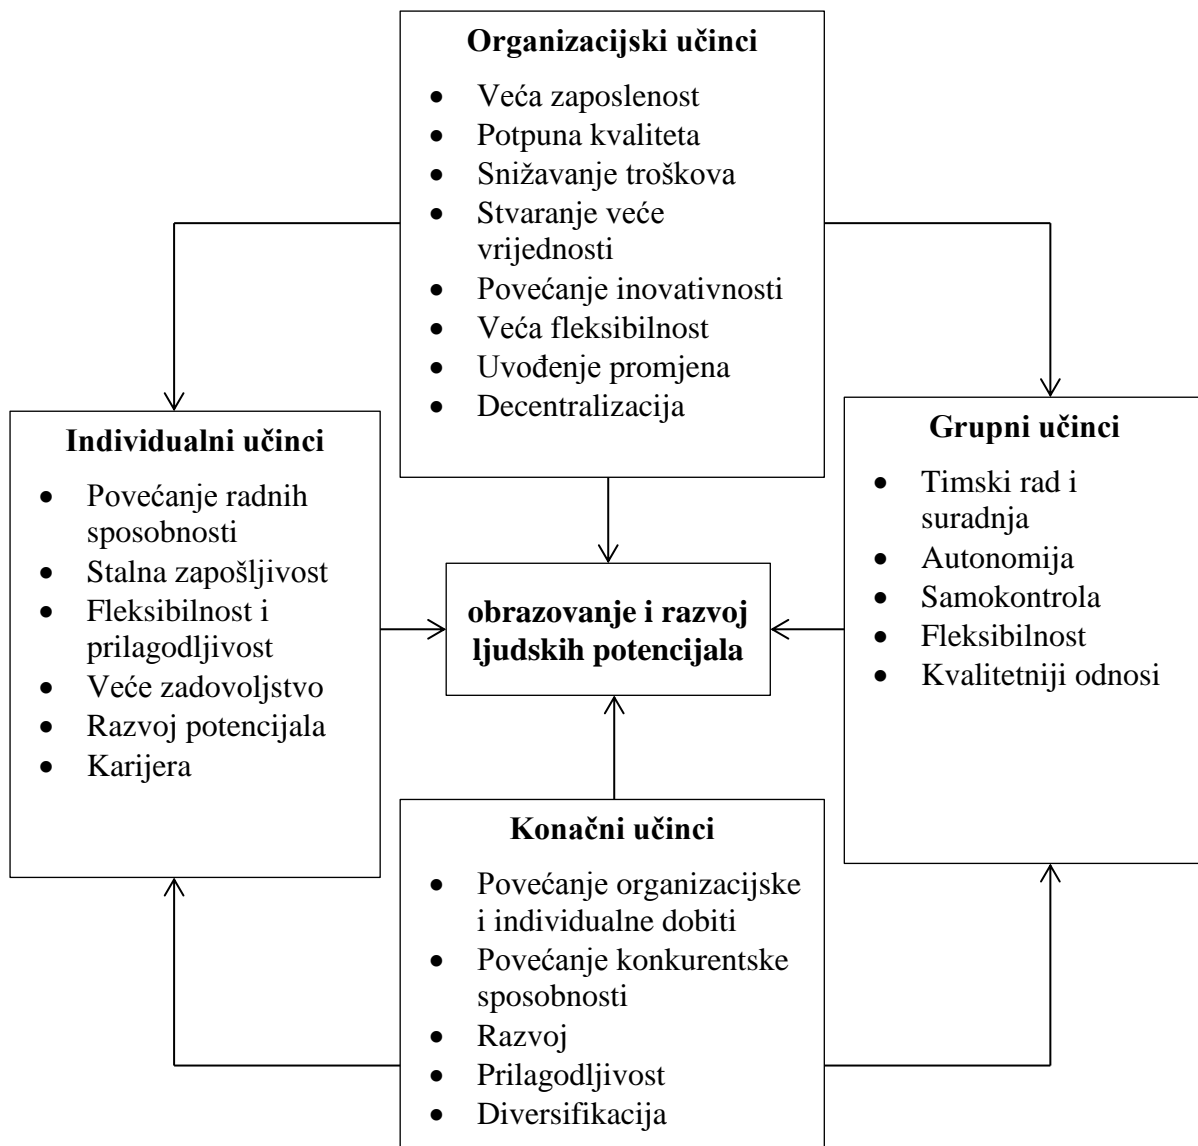 Organizacijski učinci
• Veća zaposlenost
• Potpuna kvaliteta
• Snižavanje troškova
• Stvaranje veće
vrijednosti
• Povećanje inovativnosti
• Veća fleksibilnost
• Uvođenje promjena
• Decentralizacija
Individualni učinci
• Povećanje radnih
sposobnosti
• Stalna zapošljivost
• Fleksibilnost i
prilagodljivost
• Veće zadovoljstvo
• Razvoj potencijala
• Karijera
obrazovanje i razvoj
ljudskih potencijala
Grupni učinci
• Timski rad i
suradnja
• Autonomija
• Samokontrola
• Fleksibilnost
• Kvalitetniji odnosi
Konačni učinci
• Povećanje organizacijske
i individualne dobiti
• Povećanje konkurentske
sposobnosti
• Razvoj
• Prilagodljivost
• Diversifikacija